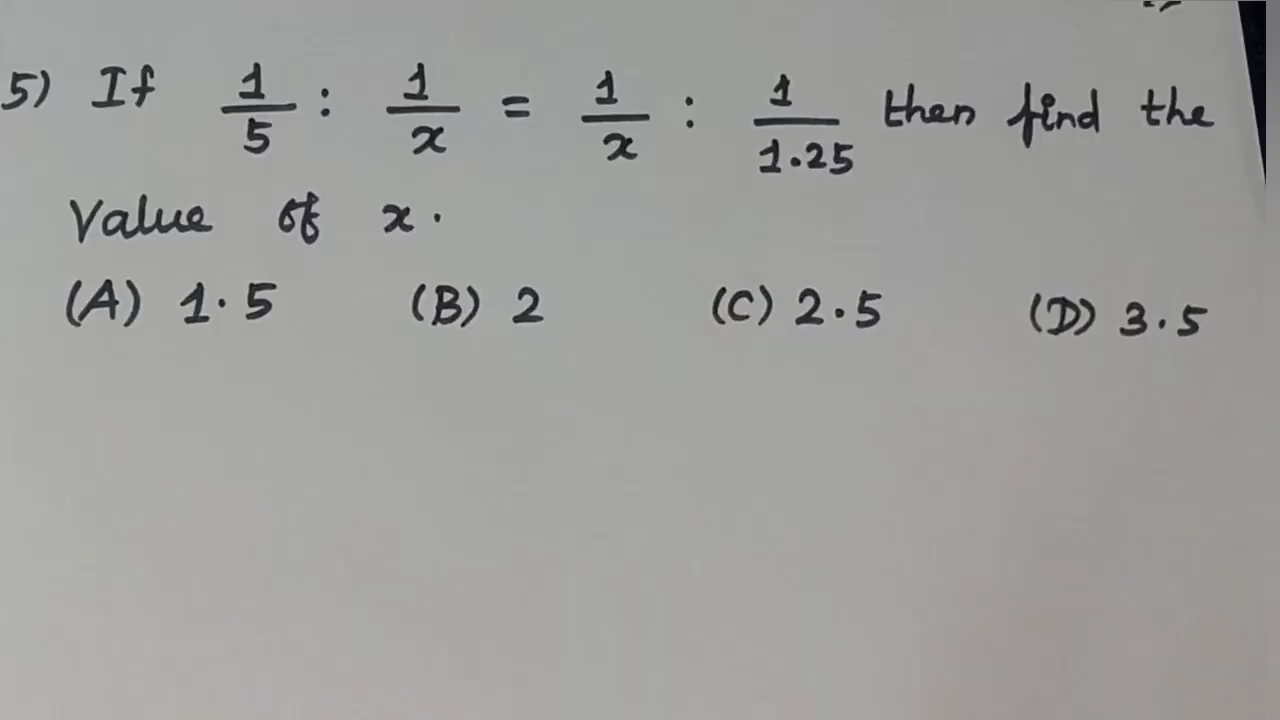 5) If 1/5 : 1/x = 1/x : 1/1.25 then find the
Value of x.
(A) 1.5 (B) 2 (C) 2.5 (D) 3.5